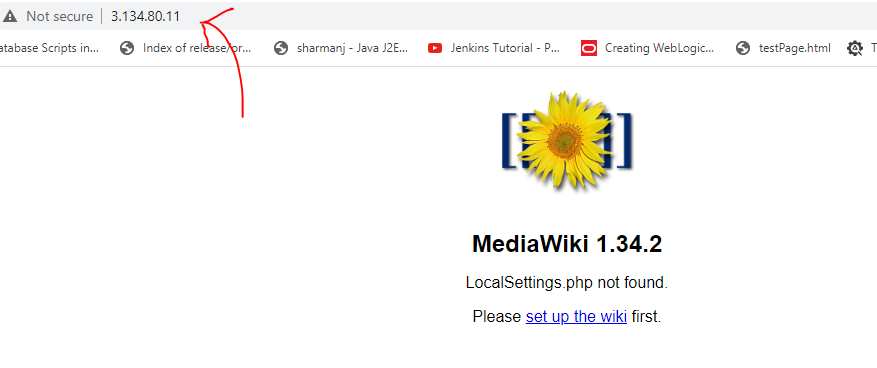 Not secure | 3.134.80.11
atabase Scripts in... Index of release/or... sharmanj - Java J2E... Jenkins Tutorial - P... Creating WebLogic... testPage.html T
MediaWiki 1.34.2
LocalSettings.php not found.
Please set up the wiki first.